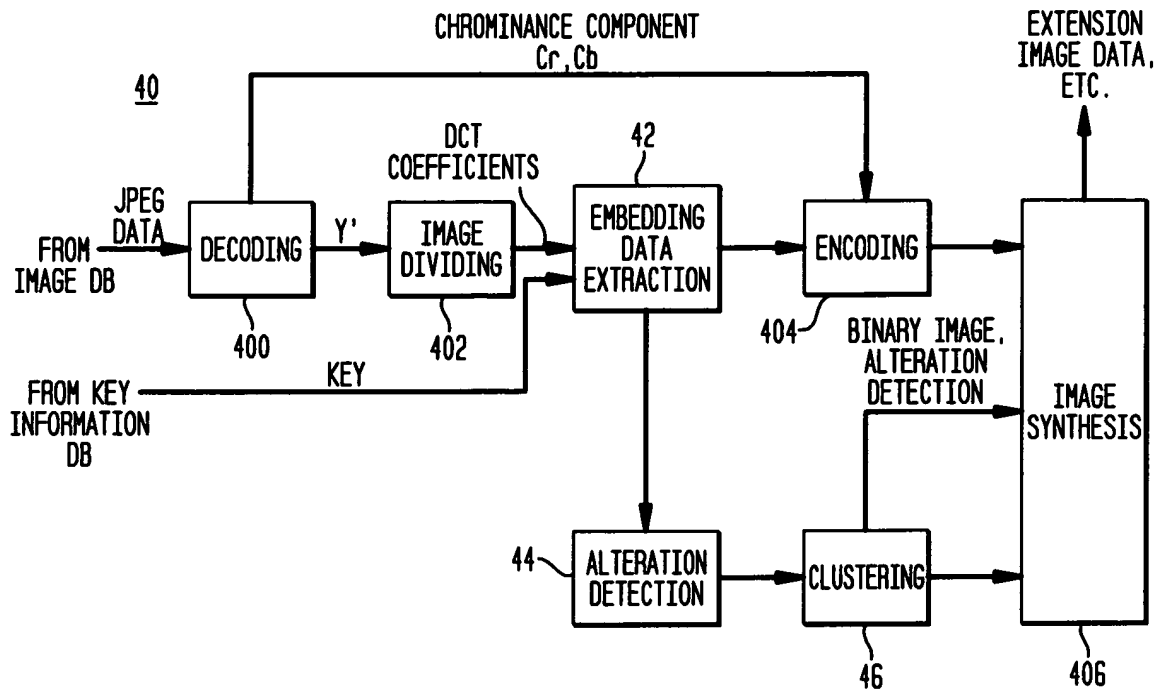 CHROMINANCE COMPONENT
Cr,Cb
EXTENSION
IMAGE DATA,
ETC.
40
DCT
COEFFICIENTS
42
JPEG
DATA
FROM
IMAGE DB
DECODING
Y'
IMAGE
DIVIDING
EMBEDDING
DATA
EXTRACTION
ENCODING
400
402
404
KEY
FROM KEY
INFORMATION
DB
BINARY IMAGE,
ALTERATION
DETECTION
IMAGE
SYNTHESIS
44
ALTERATION
DETECTION
CLUSTERING
46
406